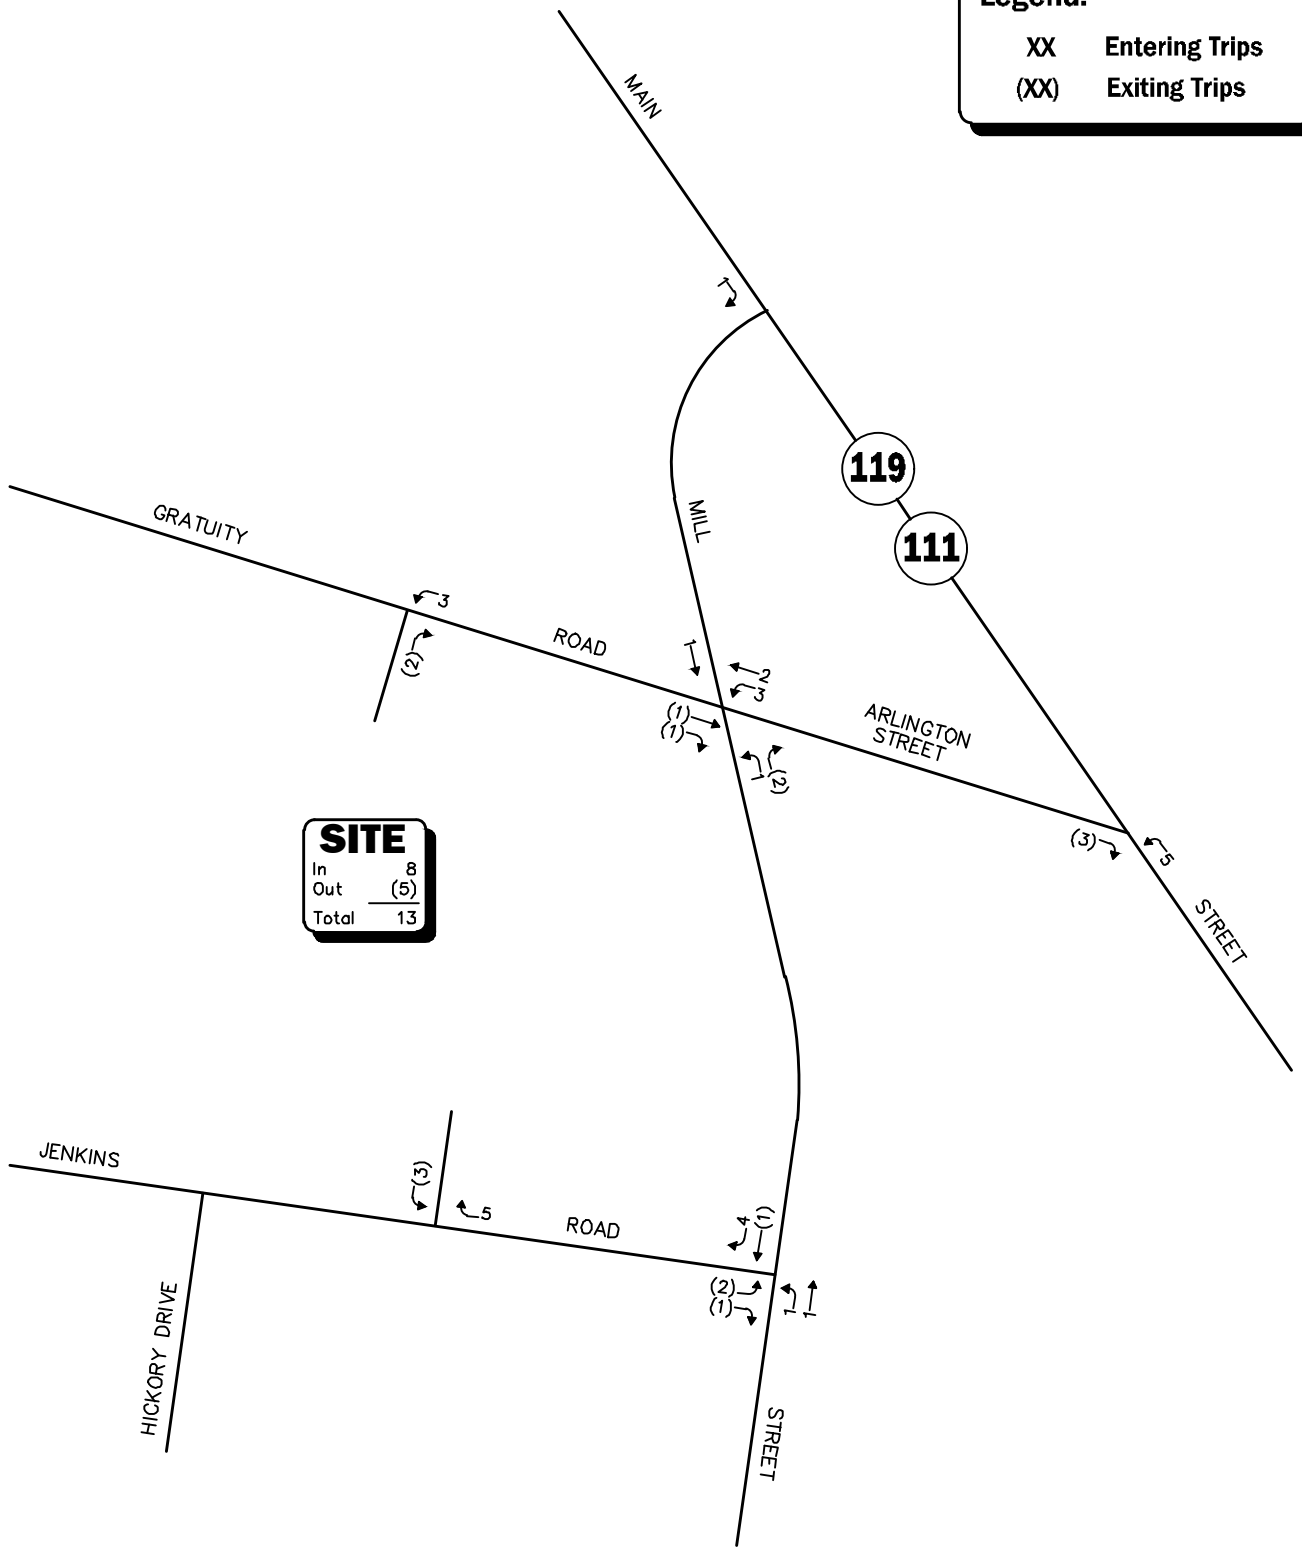 Legend:
XX Entering Trips
(XX) Exiting Trips
MAIN
1
119
111
MILL
GRATUITY
3
(2)
ROAD
1
2
3
(1)
(1)
1
(2)
ARLINGTON
STREET
(3)
5
STREET
SITE
In 8
Out (5)
Total 13
JENKINS
(3)
5
ROAD
4
(1)
(2)
(1)
1
1
HICKORY DRIVE
STREET